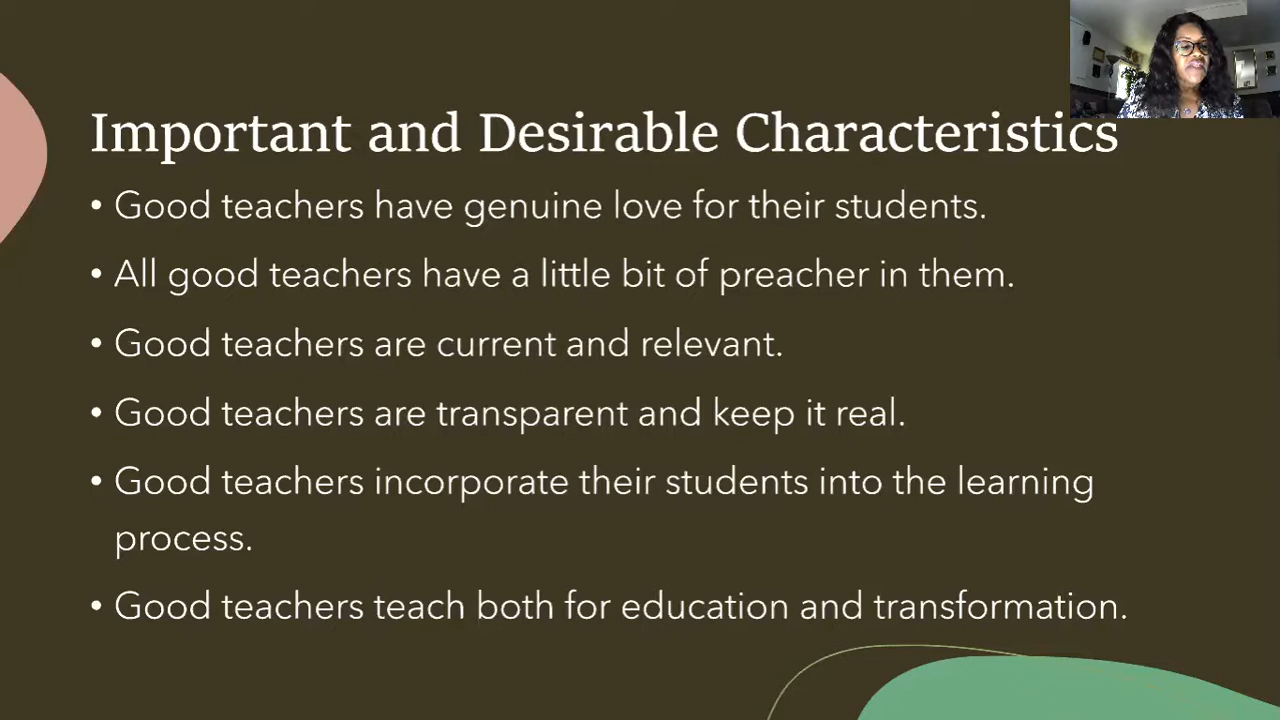 Important and Desirable Characteristics
• Good teachers have genuine love for their students.
• All good teachers have a little bit of preacher in them.
• Good teachers are current and relevant.
• Good teachers are transparent and keep it real.
• Good teachers incorporate their students into the learning
process.
• Good teachers teach both for education and transformation.